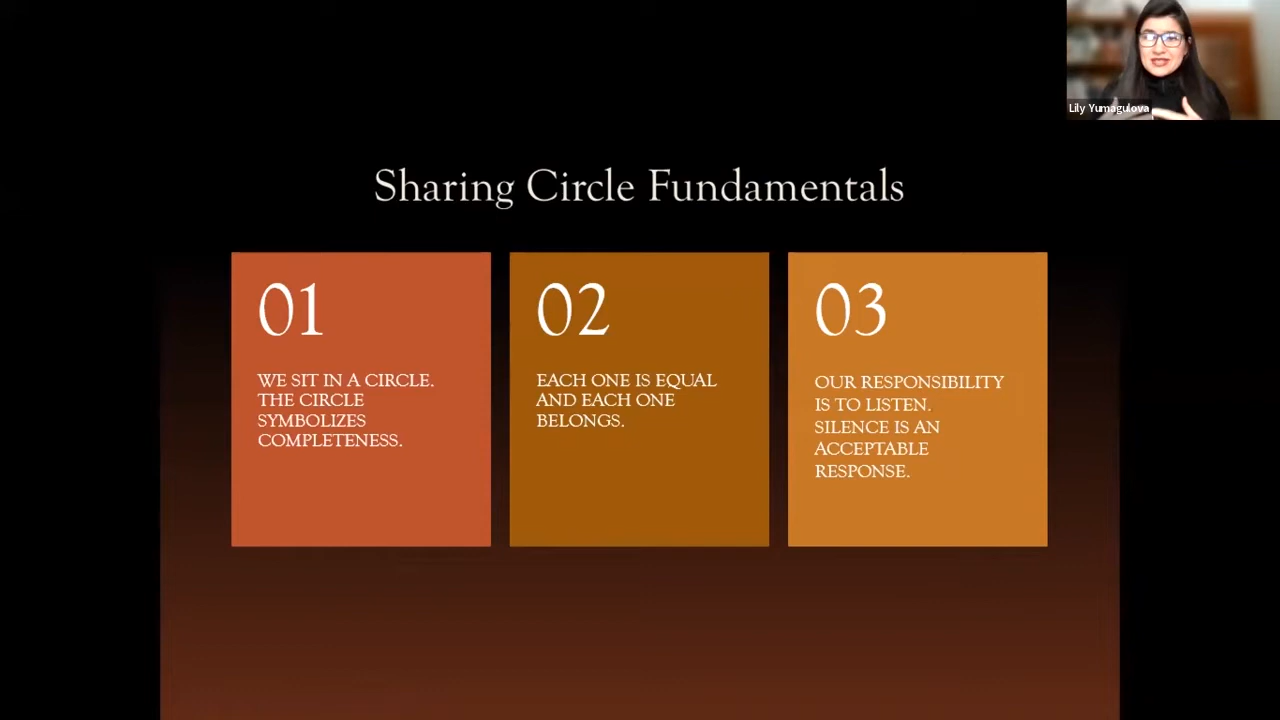 Lily Yumagulova
Sharing Circle Fundamentals
01
WE SIT IN A CIRCLE.
THE CIRCLE
SYMBOLIZES
COMPLETENESS.
02
EACH ONE IS EQUAL
AND EACH ONE
BELONGS.
03
OUR RESPONSIBILITY
IS TO LISTEN.
SILENCE IS AN
ACCEPTABLE
RESPONSE.